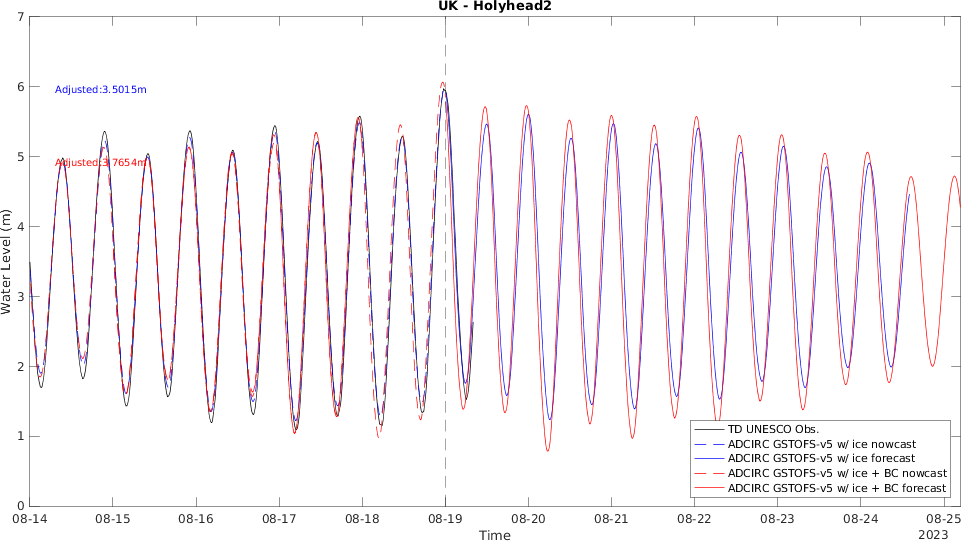 UK - Holyhead2
7
6
5
4
3
2
1
0
Water Level (m)
Adjusted:3.5015m
Adjusted:3.7654m
TD UNESCO Obs.
ADCIRC GSTOFS-v5 w/ ice nowcast
ADCIRC GSTOFS-v5 w/ ice forecast
ADCIRC GSTOFS-v5 w/ ice + BC nowcast
ADCIRC GSTOFS-v5 w/ ice + BC forecast
08-14 08-15 08-16 08-17 08-18 08-19 08-20 08-21 08-22 08-23 08-24 08-25
Time
2023